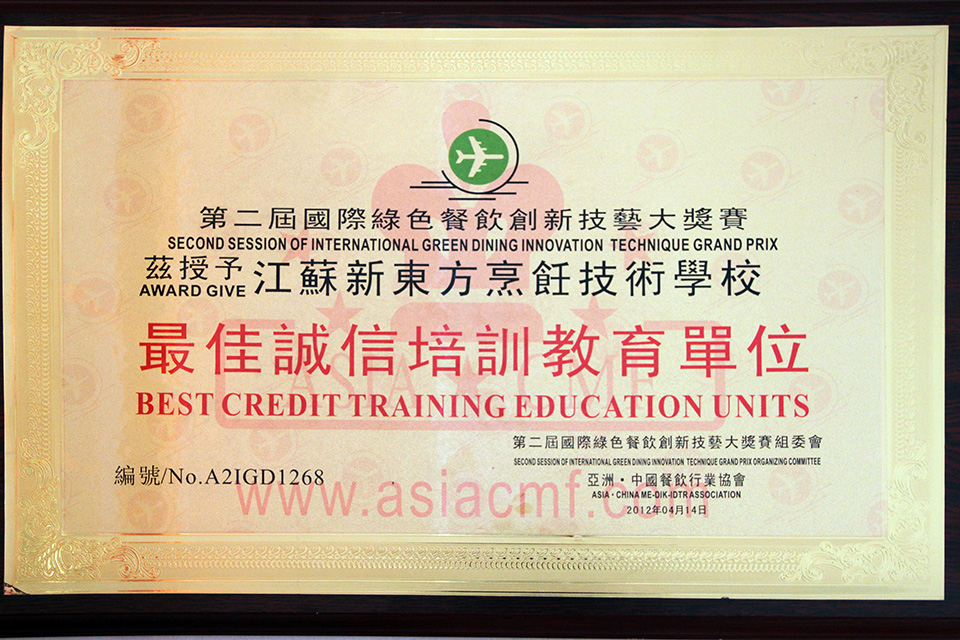 第二屆國際綠色餐飲創新技藝大獎賽
SECOND SESSION OF INTERNATIONAL GREEN DINING INNOVATION TECHNIQUE GRAND PRIX
茲授予 江蘇新東方烹飪技術學校
AWARD GIVE
最佳誠信培訓教育單位
ASIA CMF
BEST CREDIT TRAINING EDUCATION UNITS
第二屆國際綠色餐飲創新技藝大獎賽組委會
SECOND SESSION OF INTERNATIONAL GREEN DINING INNOVATION TECHNIQUE GRAND PRIX ORGANIZING COMMITTEE
編號/No.A2IGD1268
亞洲·中國餐飲行業協會
www.asiacmf.com
ASIA·CHINA ME-DIK-IDTR ASSOCIATION
2012年04月14日